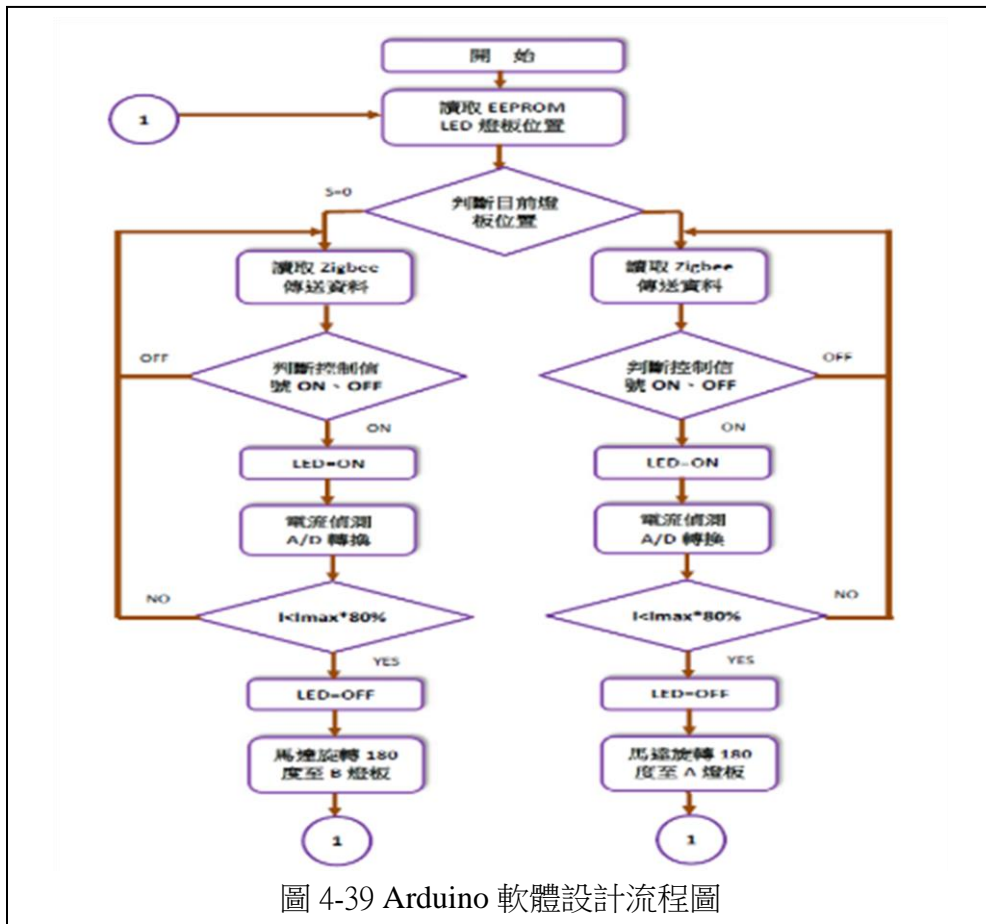 開 始
1
讀取 EEPROM
LED 燈板位置
S=0
判斷目前燈
板位置
讀取 Zigbee
傳送資料
OFF
判斷控制信
號 ON、OFF
ON
LED=ON
電流偵測
A/D 轉換
NO
I<Imax*80%
YES
LED=OFF
馬達旋轉 180
度至 B 燈板
1
讀取 Zigbee
傳送資料
OFF
判斷控制信
號 ON、OFF
ON
LED=ON
電流偵測
A/D 轉換
NO
I<Imax*80%
YES
LED=OFF
馬達旋轉 180
度至 A 燈板
1
圖 4-39 Arduino 軟體設計流程圖